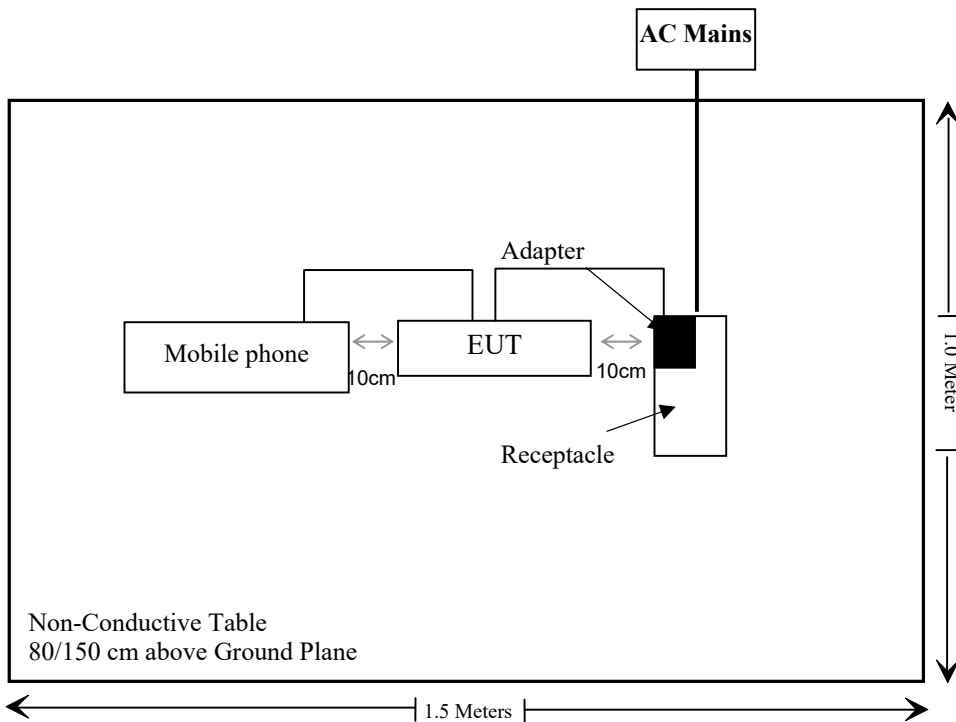 AC Mains
Adapter
Mobile phone
EUT
10cm
10cm
Receptacle
1.0 Meter
Non-Conductive Table
80/150 cm above Ground Plane
1.5 Meters